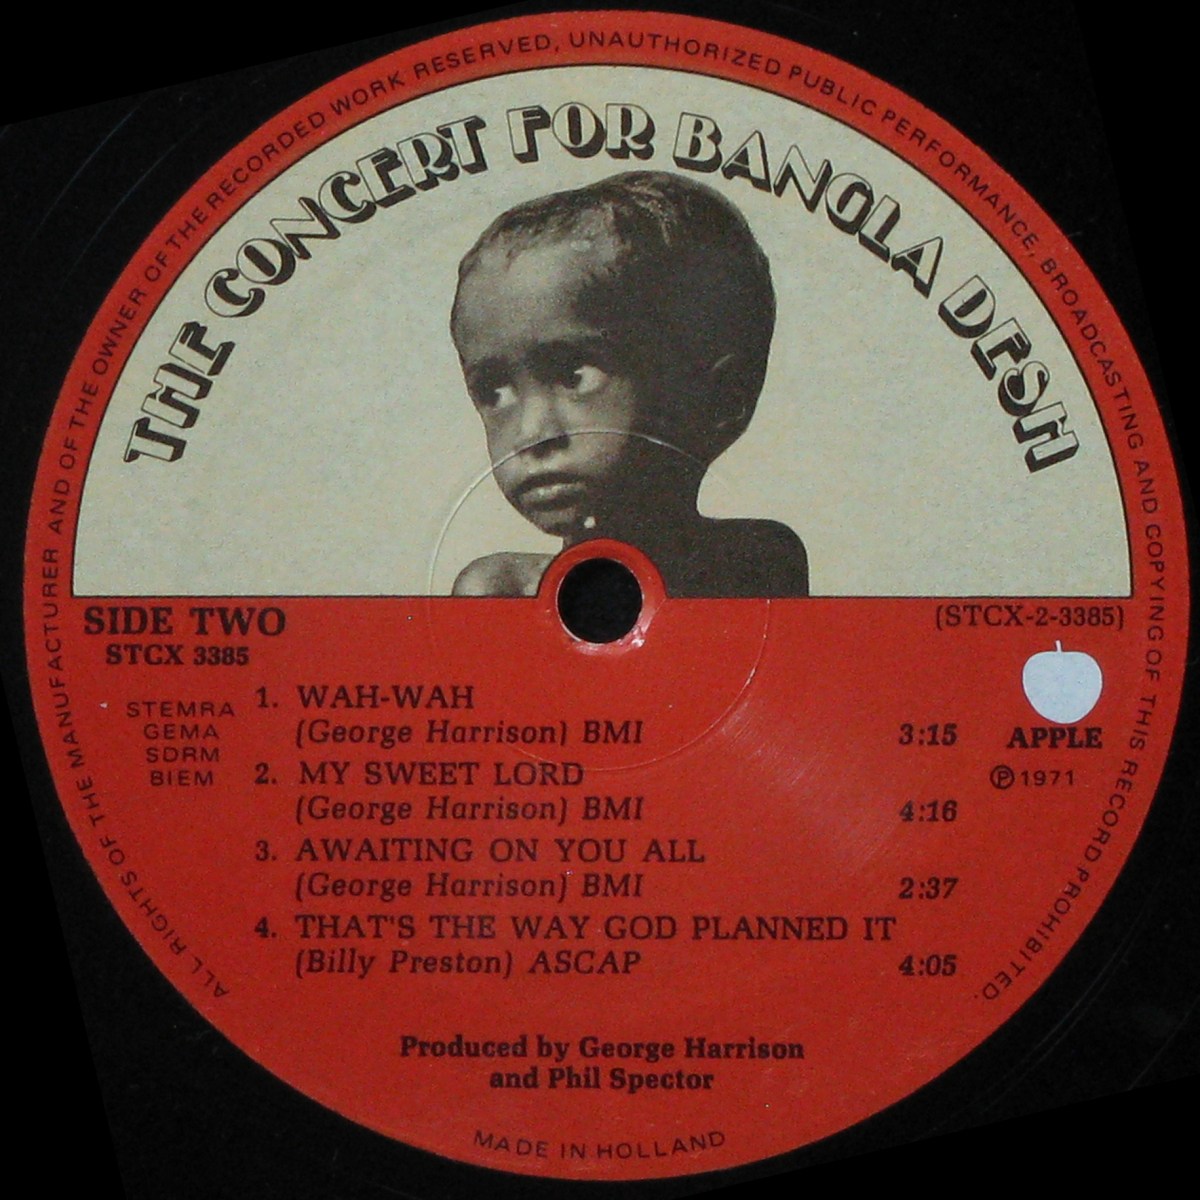 ALL RIGHTS OF THE MANUFACTURER AND OF THE OWNER OF THE RECORDED WORK RESERVED, UNAUTHORIZED PUBLIC PERFORMANCE, BROADCASTING AND COPYING OF THIS RECORD PROHIBITED.
THE CONCERT FOR BANGLA DESH
SIDE TWO
STCX 3385
(STCX-2-3385)
STEMRA
GEMA
SDRM
BIEM
APPLE
℗ 1971
1. WAH-WAH
(George Harrison) BMI 3:15
2. MY SWEET LORD
(George Harrison) BMI 4:16
3. AWAITING ON YOU ALL
(George Harrison) BMI 2:37
4. THAT'S THE WAY GOD PLANNED IT
(Billy Preston) ASCAP 4:05
Produced by George Harrison
and Phil Spector
MADE IN HOLLAND